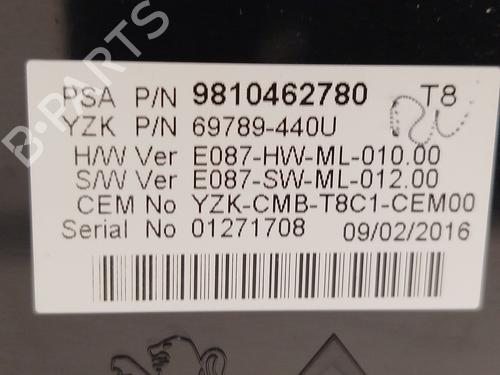 PSA P/N 9810462780 T8
YZK P/N 69789-440U
H/W Ver E087-HW-ML-010.00
S/W Ver E087-SW-ML-012.00
CEM No YZK-CMB-T8C1-CEM00
Serial No 01271708 09/02/2016
B-PARTS